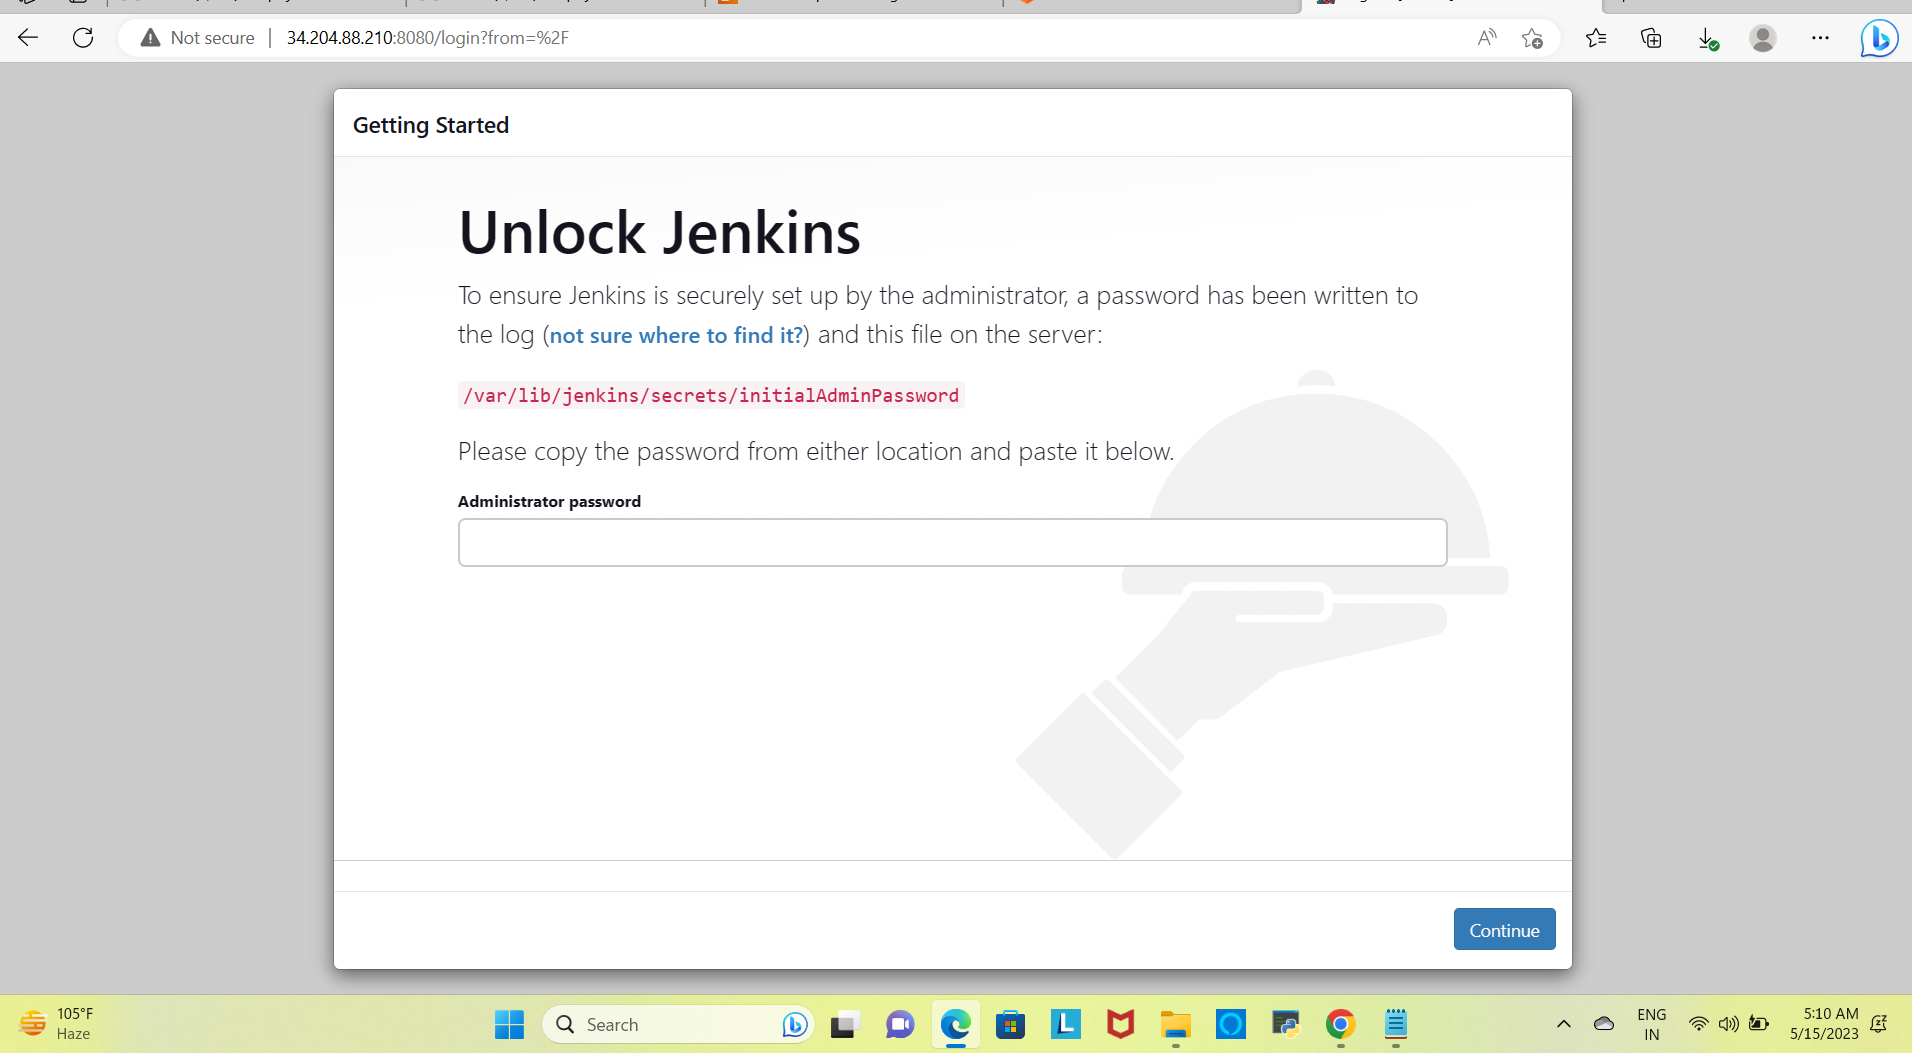 Not secure | 34.204.88.210:8080/login?from=%2F
Getting Started
Unlock Jenkins
To ensure Jenkins is securely set up by the administrator, a password has been written to
the log (not sure where to find it?) and this file on the server:
/var/lib/jenkins/secrets/initialAdminPassword
Please copy the password from either location and paste it below.
Administrator password
Continue
105°F
Haze
Search
ENG
IN
5:10 AM
5/15/2023